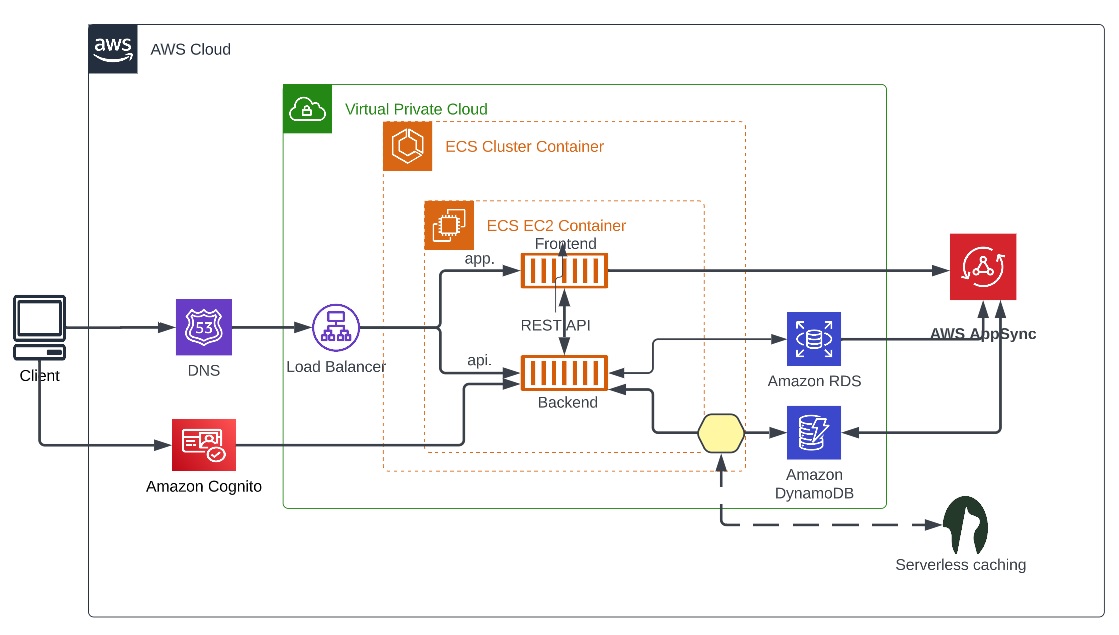 aws
AWS Cloud
Virtual Private Cloud
ECS Cluster Container
ECS EC2 Container
Frontend
app.
REST API
api.
Backend
Client
53
DNS
Load Balancer
Amazon Cognito
AWS AppSync
Amazon RDS
Amazon
DynamoDB
Serverless caching